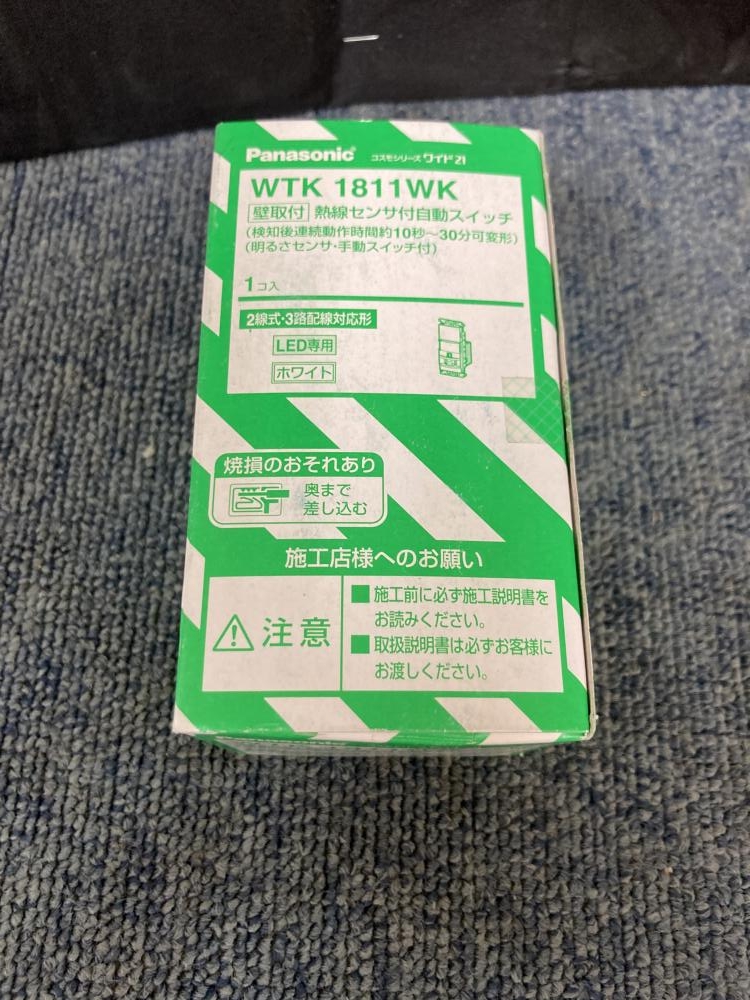 Panasonic コスモシリーズ ワイド21
WTK 1811WK
壁取付 熱線センサ付自動スイッチ
(検知後連続動作時間約10秒〜30分可変形)
(明るさセンサ・手動スイッチ付)
1コ入
2線式・3路配線対応形
LED専用
ホワイト
焼損のおそれあり
奥まで
差し込む
施工店様へのお願い
注意
■施工前に必ず施工説明書を
お読みください。
■取扱説明書は必ずお客様に
お渡しください。
Panasonic